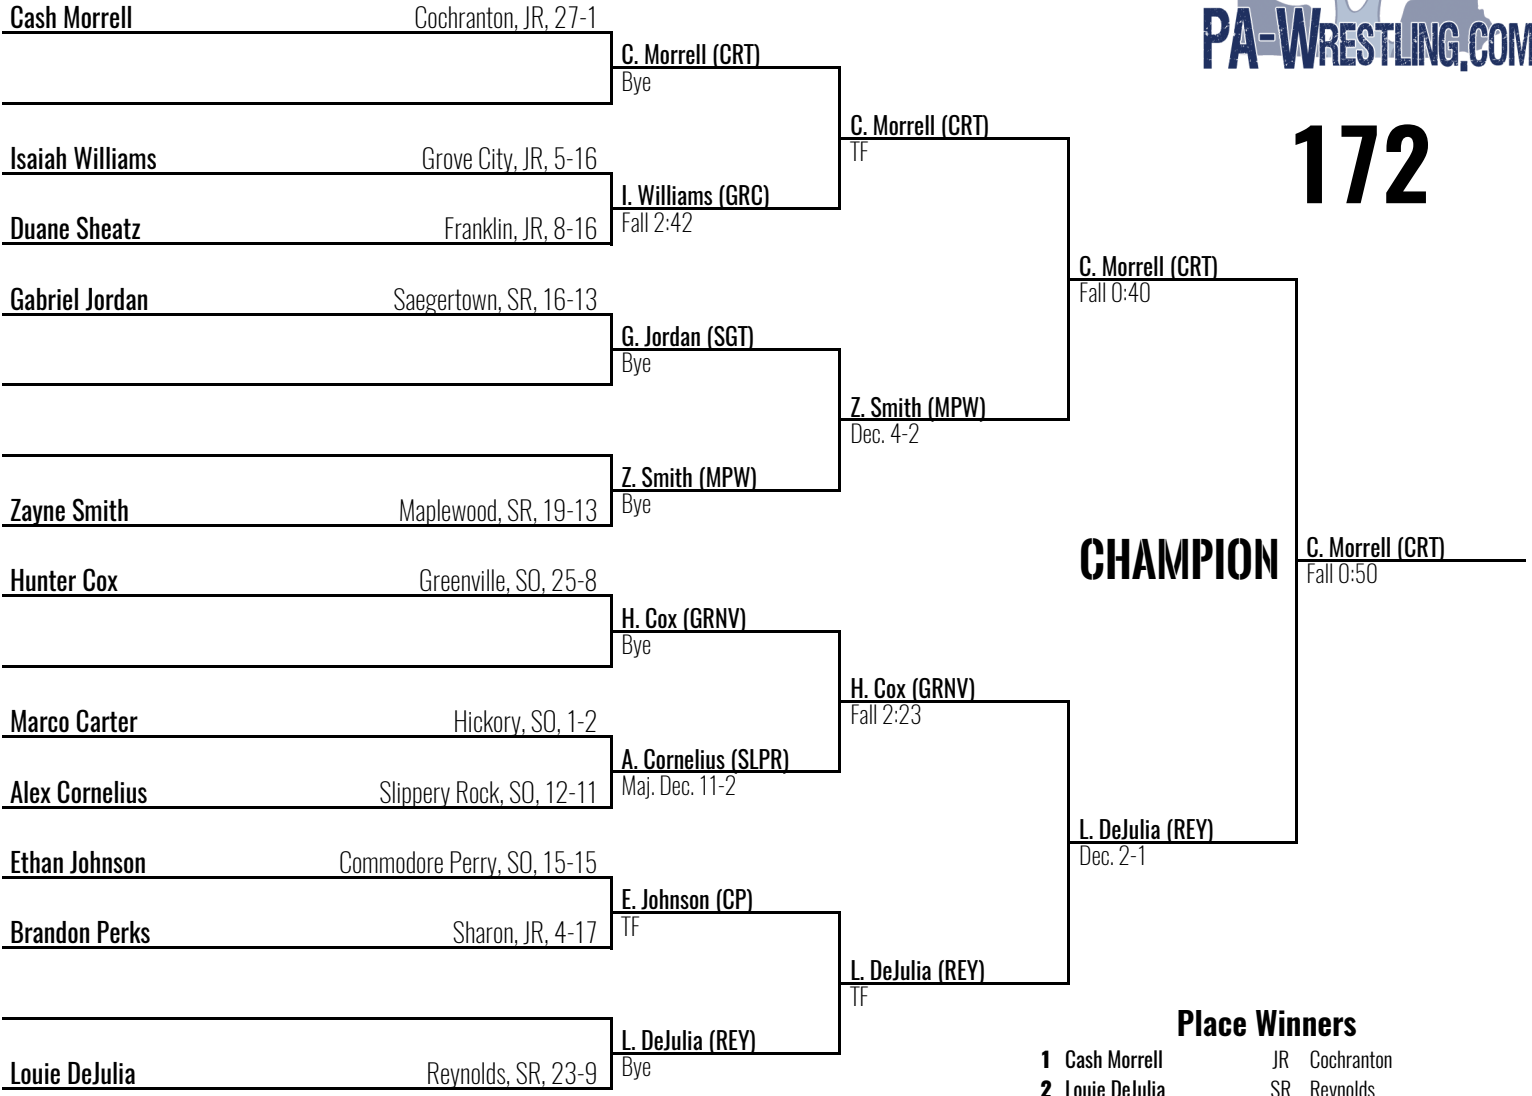 Cash Morrell Cochranton, JR, 27-1
C. Morrell (CRT)
Bye
Isaiah Williams Grove City, JR, 5-16
I. Williams (GRC)
Fall 2:42
Duane Sheatz Franklin, JR, 8-16
C. Morrell (CRT)
TF
Gabriel Jordan Saegertown, SR, 16-13
G. Jordan (SGT)
Bye
Z. Smith (MPW)
Bye
Zayne Smith Maplewood, SR, 19-13
Z. Smith (MPW)
Dec. 4-2
C. Morrell (CRT)
Fall 0:40
Hunter Cox Greenville, SO, 25-8
H. Cox (GRNV)
Bye
Marco Carter Hickory, SO, 1-2
A. Cornelius (SLPR)
Maj. Dec. 11-2
Alex Cornelius Slippery Rock, SO, 12-11
H. Cox (GRNV)
Fall 2:23
Ethan Johnson Commodore Perry, SO, 15-15
E. Johnson (CP)
TF
Brandon Perks Sharon, JR, 4-17
L. DeJulia (REY)
Bye
Louie DeJulia Reynolds, SR, 23-9
L. DeJulia (REY)
TF
L. DeJulia (REY)
Dec. 2-1
CHAMPION
C. Morrell (CRT)
Fall 0:50
PA-WRESTLING.COM
172
Place Winners
1 Cash Morrell JR Cochranton
2 Louie DeJulia SR Reynolds